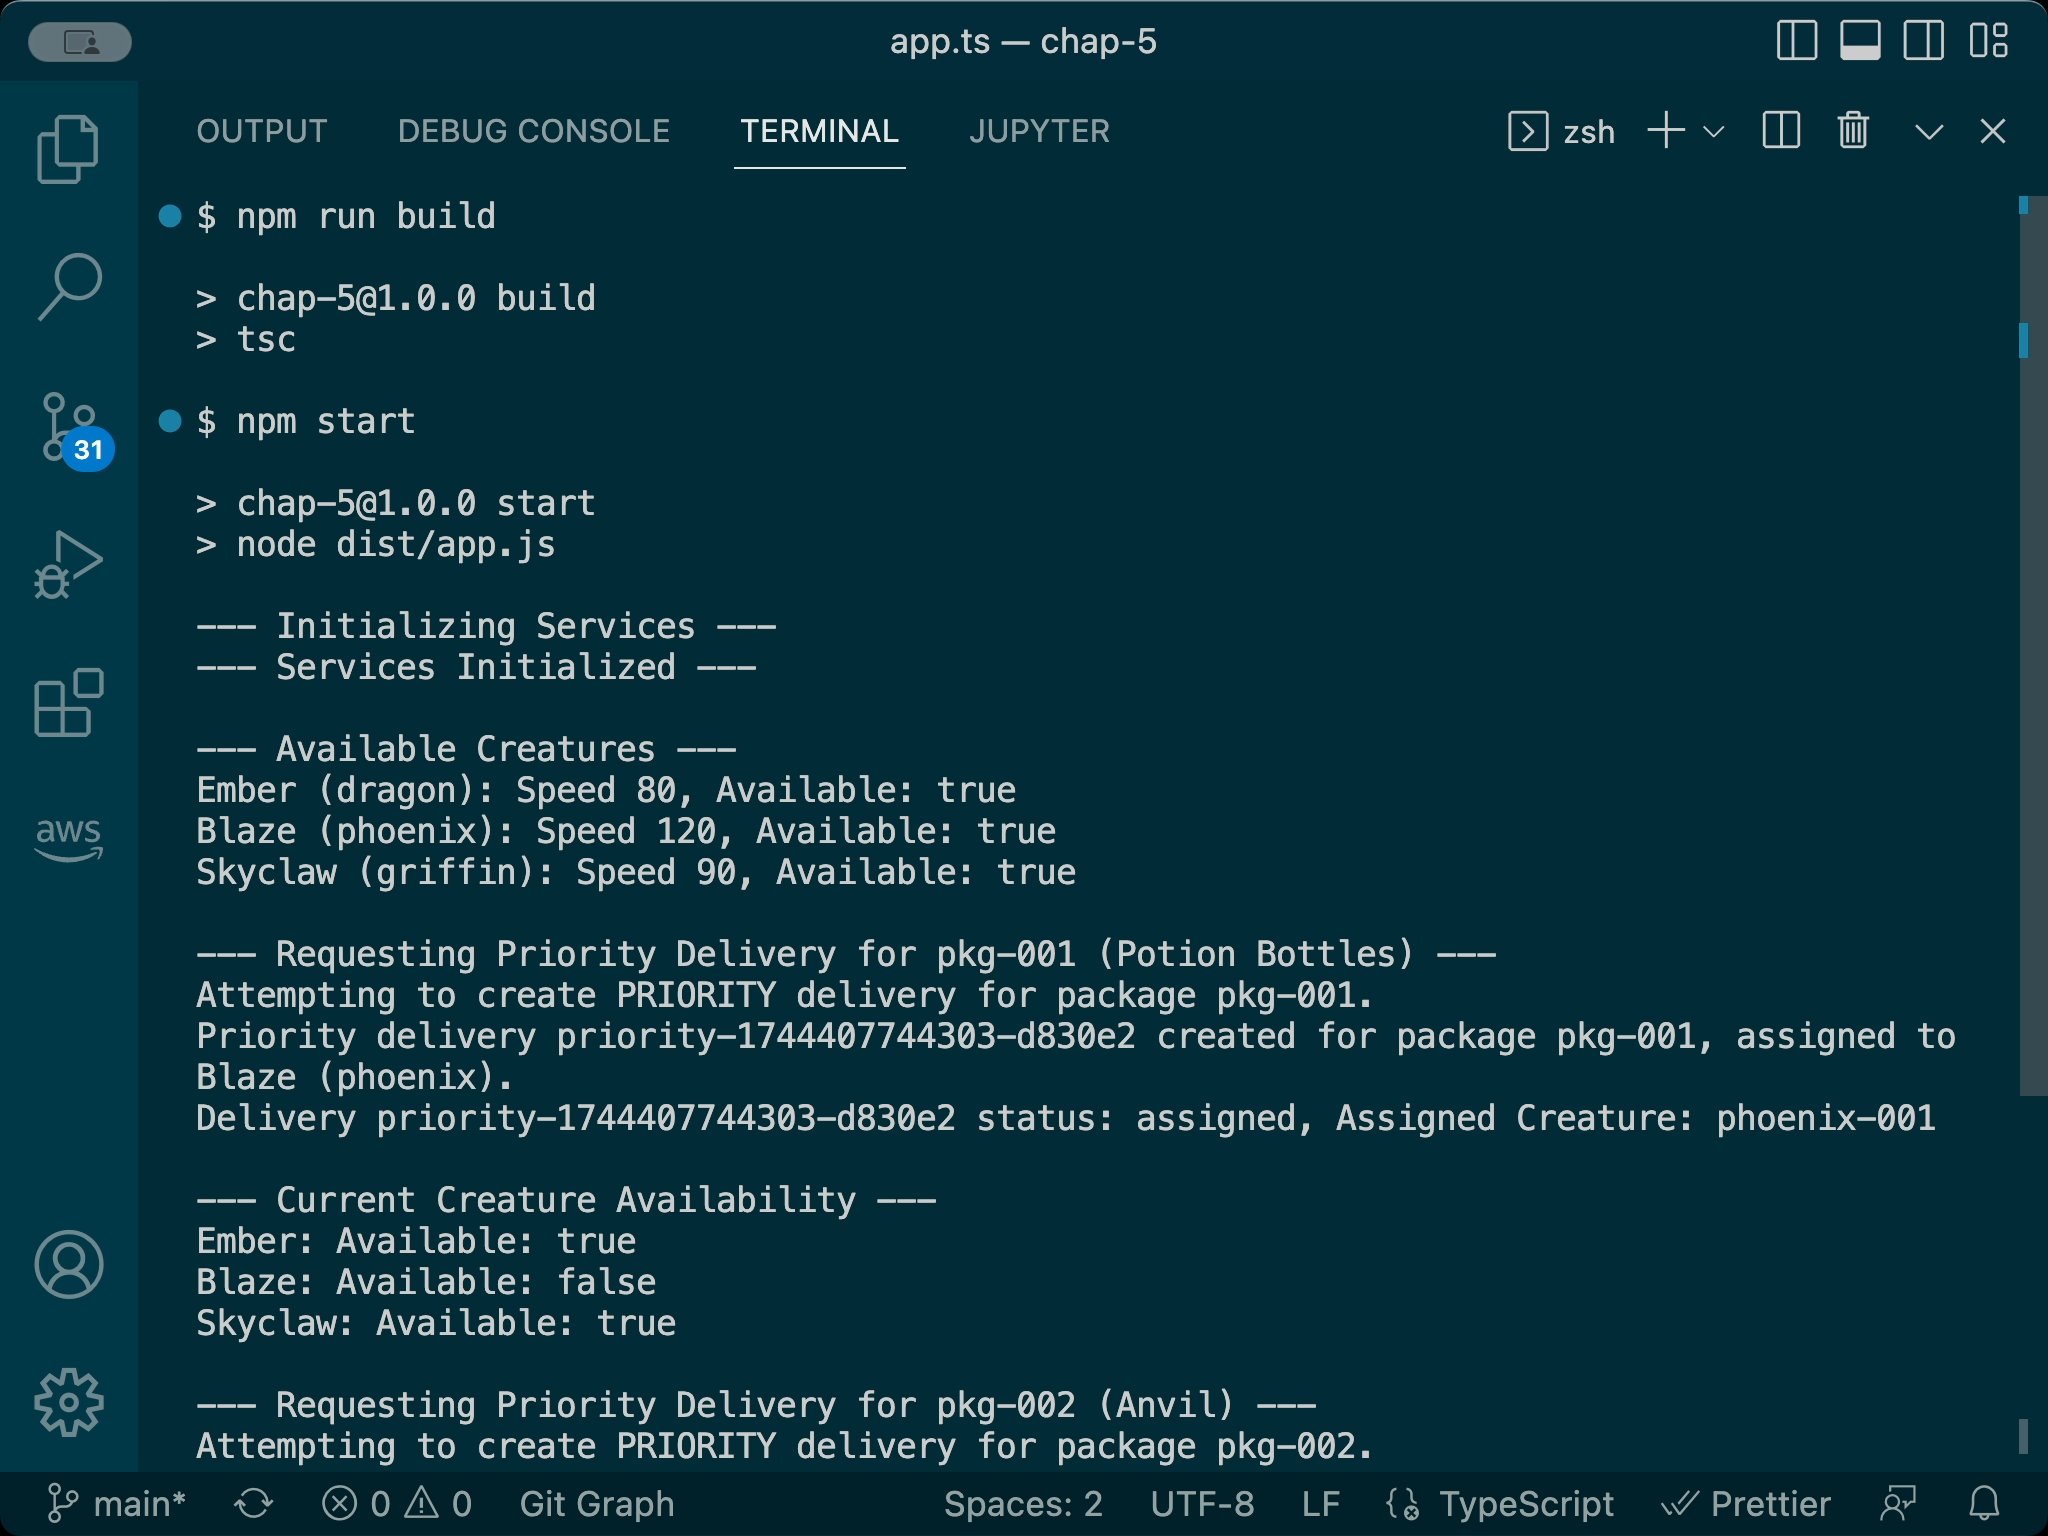 app.ts — chap-5
OUTPUT DEBUG CONSOLE TERMINAL JUPYTER zsh
$ npm run build
> chap-5@1.0.0 build
> tsc
$ npm start
31
> chap-5@1.0.0 start
> node dist/app.js
--- Initializing Services ---
--- Services Initialized ---
--- Available Creatures ---
Ember (dragon): Speed 80, Available: true
Blaze (phoenix): Speed 120, Available: true
aws
Skyclaw (griffin): Speed 90, Available: true
--- Requesting Priority Delivery for pkg-001 (Potion Bottles) ---
Attempting to create PRIORITY delivery for package pkg-001.
Priority delivery priority-1744407744303-d830e2 created for package pkg-001, assigned to
Blaze (phoenix).
Delivery priority-1744407744303-d830e2 status: assigned, Assigned Creature: phoenix-001
--- Current Creature Availability ---
Ember: Available: true
Blaze: Available: false
Skyclaw: Available: true
--- Requesting Priority Delivery for pkg-002 (Anvil) ---
Attempting to create PRIORITY delivery for package pkg-002.
main* 0 0 Git Graph Spaces: 2 UTF-8 LF TypeScript Prettier